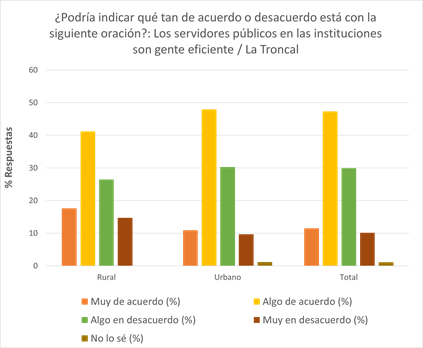 ¿Podría indicar qué tan de acuerdo o desacuerdo está con la
siguiente oración?: Los servidores públicos en las instituciones
son gente eficiente / La Troncal
60
50
40
30
20
10
0
% Respuestas
Rural
Urbano
Total
Muy de acuerdo (%)
Algo de acuerdo (%)
Algo en desacuerdo (%)
Muy en desacuerdo (%)
No lo sé (%)